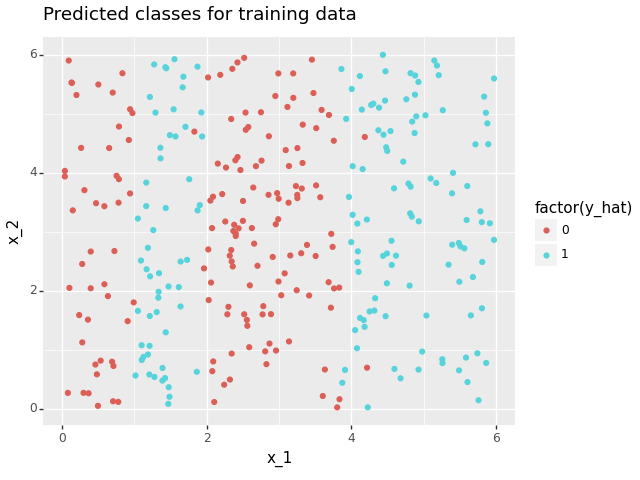 Predicted classes for training data
6
4
2
0
x_2
0
2
4
6
x_1
factor(y_hat)
0
1